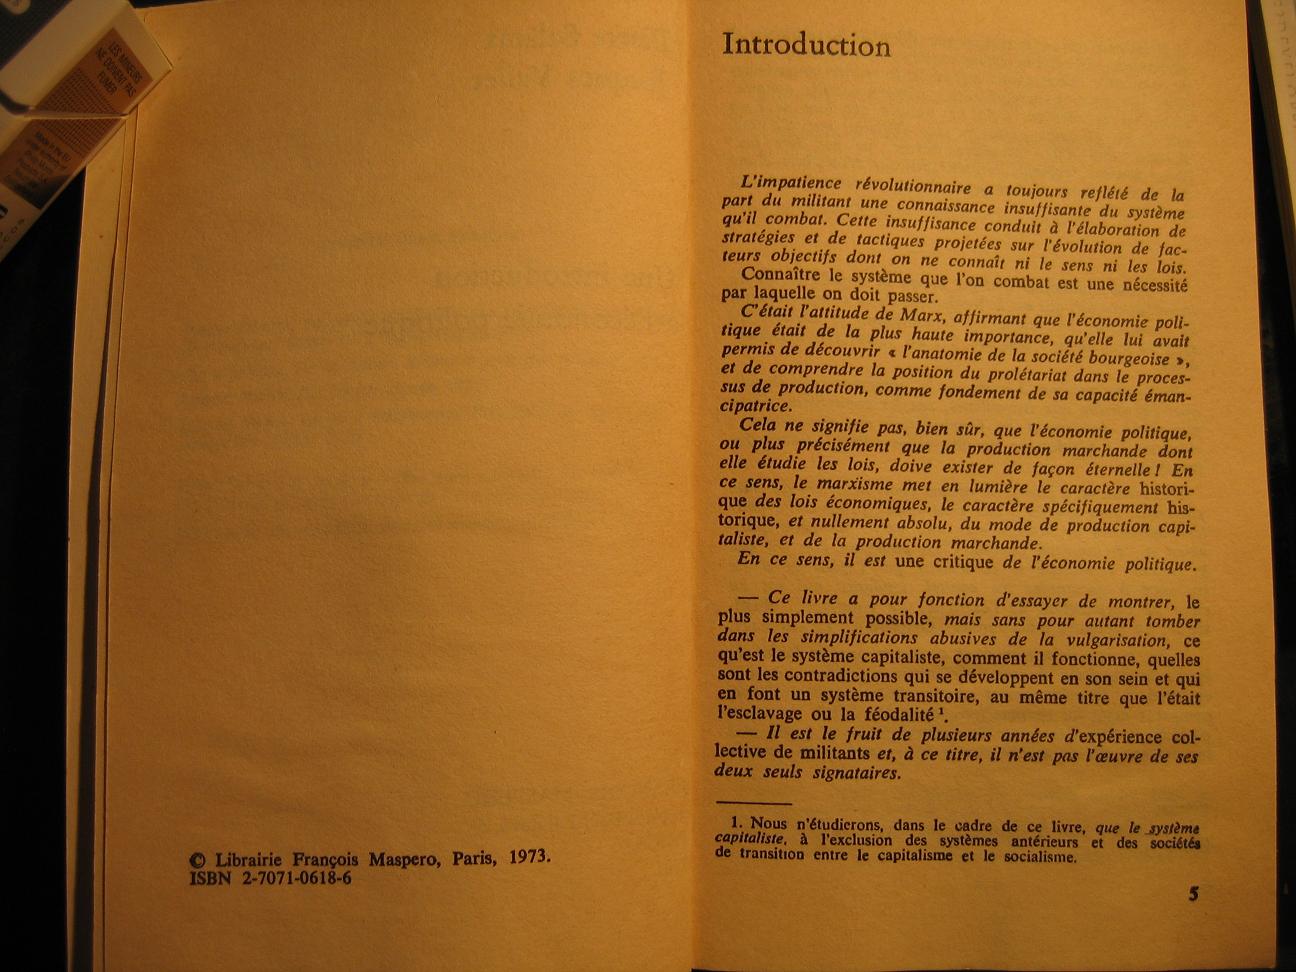 LES MINEURS
NE DOIVENT PAS
FUMER
Made in the EU
© Librairie François Maspero, Paris, 1973.
ISBN 2-7071-0618-6
Introduction
L'impatience révolutionnaire a toujours reflété de la
part du militant une connaissance insuffisante du système
qu'il combat. Cette insuffisance conduit à l'élaboration de
stratégies et de tactiques projetées sur l'évolution de fac-
teurs objectifs dont on ne connaît ni le sens ni les lois.
Connaître le système que l'on combat est une nécessité
par laquelle on doit passer.
C'était l'attitude de Marx, affirmant que l'économie poli-
tique était de la plus haute importance, qu'elle lui avait
permis de découvrir « l'anatomie de la société bourgeoise »,
et de comprendre la position du prolétariat dans le proces-
sus de production, comme fondement de sa capacité éman-
cipatrice.
Cela ne signifie pas, bien sûr, que l'économie politique,
ou plus précisément que la production marchande dont
elle étudie les lois, doive exister de façon éternelle ! En
ce sens, le marxisme met en lumière le caractère histori-
que des lois économiques, le caractère spécifiquement his-
torique, et nullement absolu, du mode de production capi-
taliste, et de la production marchande.
En ce sens, il est une critique de l'économie politique.
— Ce livre a pour fonction d'essayer de montrer, le
plus simplement possible, mais sans pour autant tomber
dans les simplifications abusives de la vulgarisation, ce
qu'est le système capitaliste, comment il fonctionne, quelles
sont les contradictions qui se développent en son sein et qui
en font un système transitoire, au même titre que l'était
l'esclavage ou la féodalité ¹.
— Il est le fruit de plusieurs années d'expérience col-
lective de militants et, à ce titre, il n'est pas l'œuvre de ses
deux seuls signataires.
1. Nous n'étudierons, dans le cadre de ce livre, que le système
capitaliste, à l'exclusion des systèmes antérieurs et des sociétés
de transition entre le capitalisme et le socialisme.
5